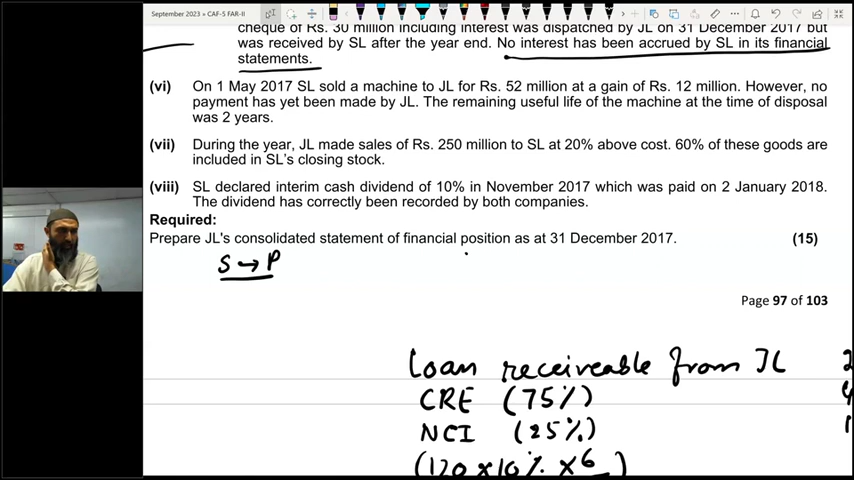 September 2023 » CAF-5 FAR-II
cheque of Rs. 30 million including interest was dispatched by JL on 31 December 2017 but
was received by SL after the year end. No interest has been accrued by SL in its financial
statements.
(vi) On 1 May 2017 SL sold a machine to JL for Rs. 52 million at a gain of Rs. 12 million. However, no
payment has yet been made by JL. The remaining useful life of the machine at the time of disposal
was 2 years.
(vii) During the year, JL made sales of Rs. 250 million to SL at 20% above cost. 60% of these goods are
included in SL's closing stock.
(viii) SL declared interim cash dividend of 10% in November 2017 which was paid on 2 January 2018.
The dividend has correctly been recorded by both companies.
Required:
Prepare JL's consolidated statement of financial position as at 31 December 2017. (15)
S → P
Page 97 of 103
Loan receiveable from JL
CRE (75%)
NCI (25%)
(120 x 10% x 6